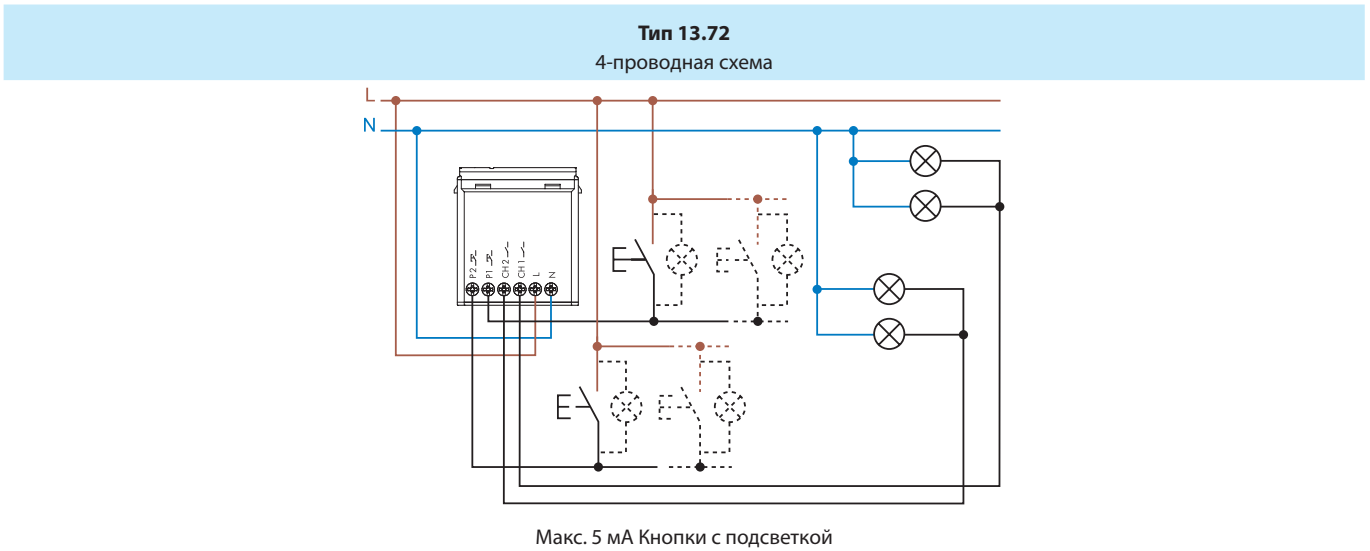 Тип 13.72
4-проводная схема
L
N
P2
P1
CH2
CH1
L
N
Макс. 5 мА Кнопки с подсветкой